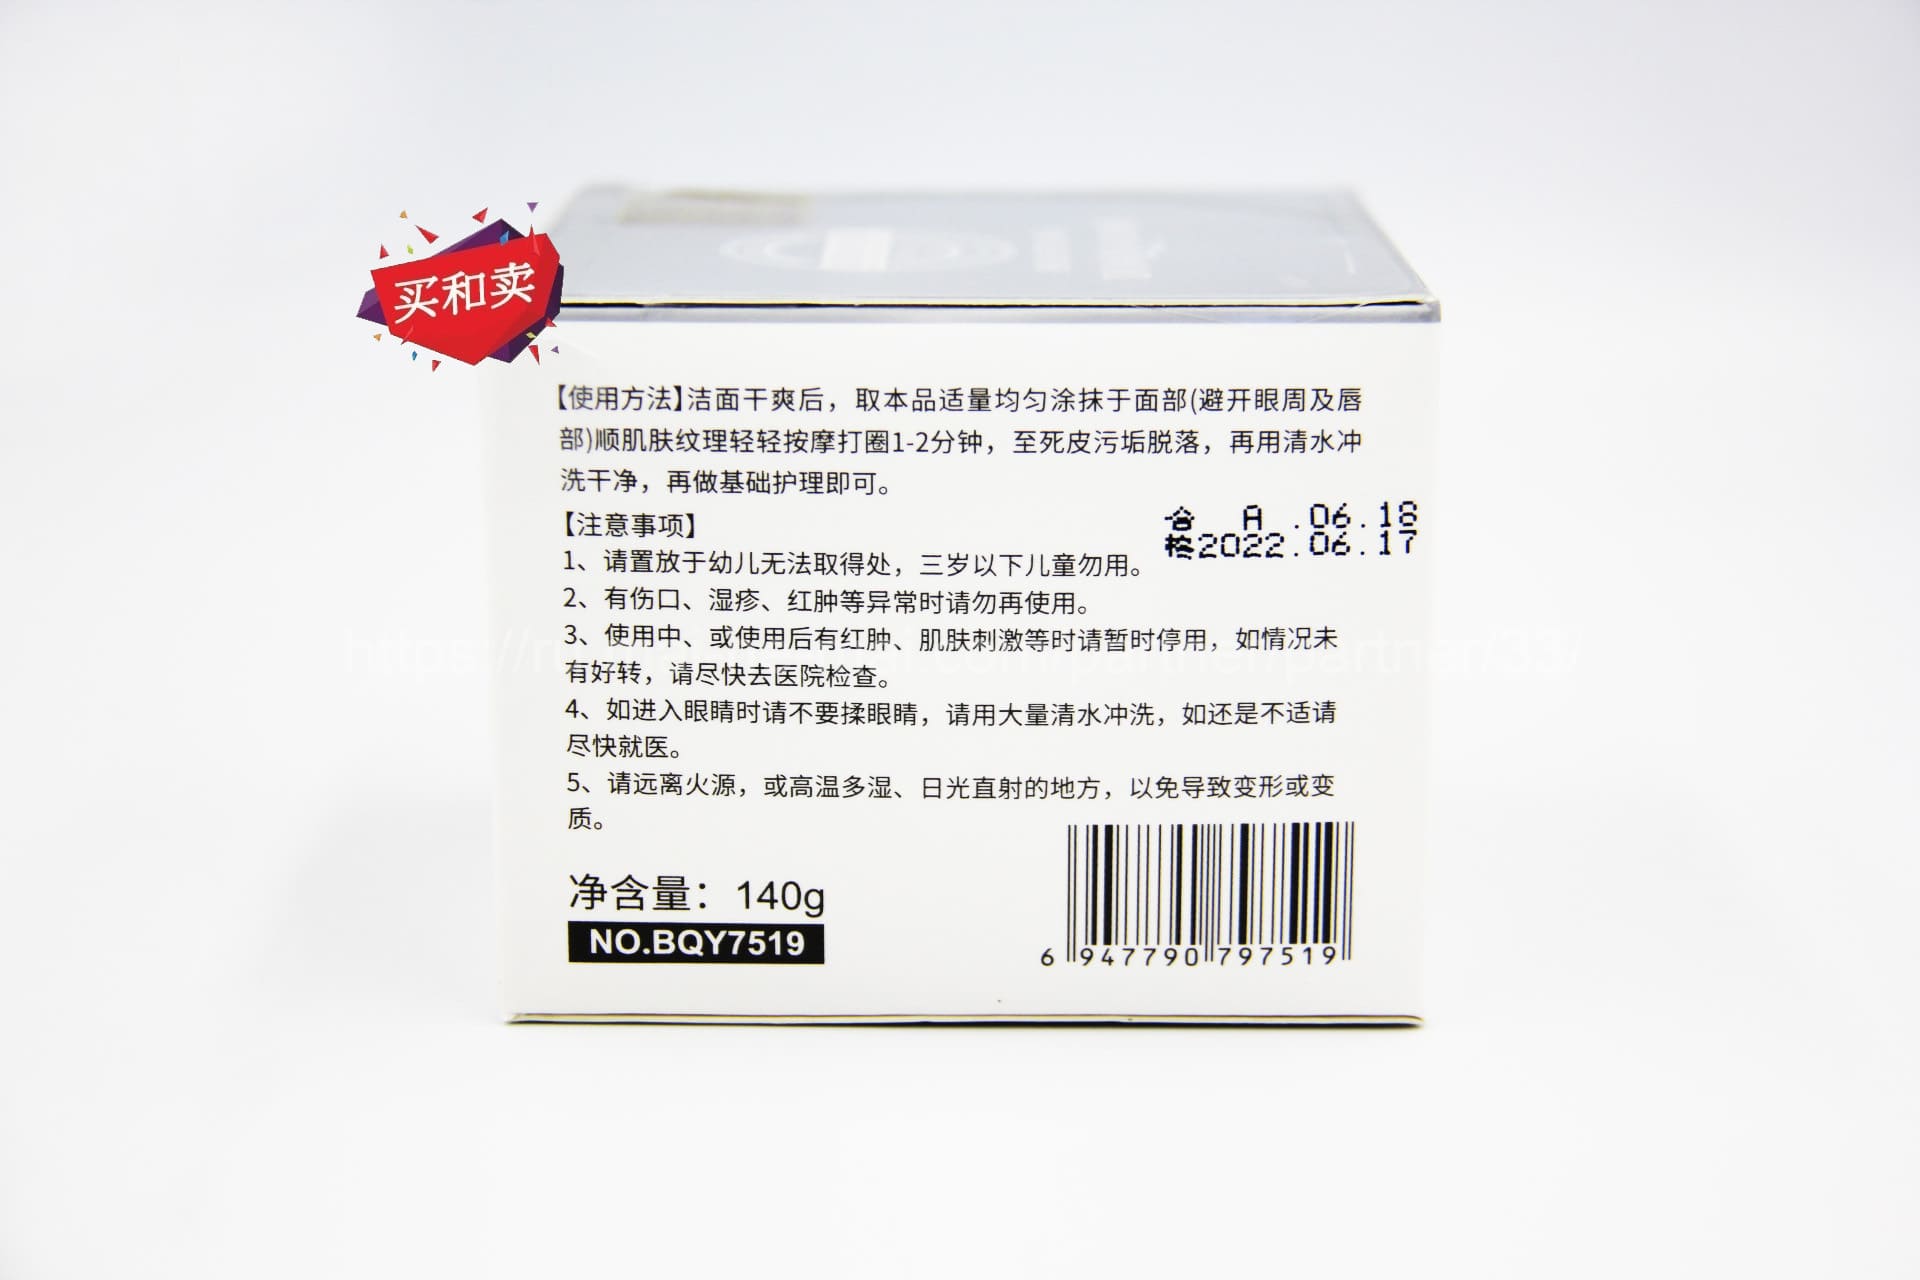 买和卖
【使用方法】洁面干爽后，取本品适量均匀涂抹于面部(避开眼周及唇
部)顺肌肤纹理轻轻按摩打圈1-2分钟，至死皮污垢脱落，再用清水冲
洗干净，再做基础护理即可。
【注意事项】
合 A .06.18
格2022.06.17
1、请置放于幼儿无法取得处，三岁以下儿童勿用。
2、有伤口、湿疹、红肿等异常时请勿再使用。
3、使用中、或使用后有红肿、肌肤刺激等时请暂时停用，如情况未
有好转，请尽快去医院检查。
4、如进入眼睛时请不要揉眼睛，请用大量清水冲洗，如还是不适请
尽快就医。
5、请远离火源，或高温多湿、日光直射的地方，以免导致变形或变
质。
净含量：140g
NO.BQY7519
6 947790 797519